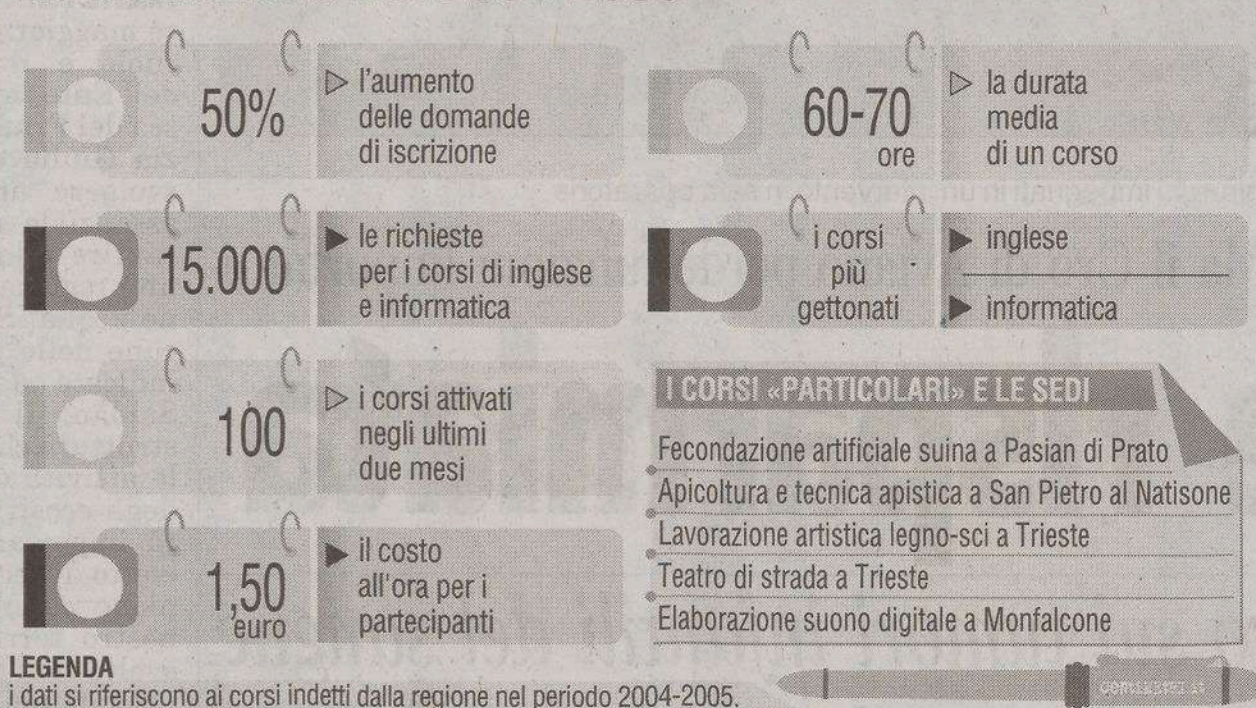 50%
l'aumento
delle domande
di iscrizione
15.000
le richieste
per i corsi di inglese
e informatica
100
i corsi attivati
negli ultimi
due mesi
1,50
euro
il costo
all'ora per i
partecipanti
60-70
ore
la durata
media
di un corso
i corsi
più
gettonati
inglese
informatica
I CORSI «PARTICOLARI» E LE SEDI
Fecondazione artificiale suina a Pasian di Prato
Apicoltura e tecnica apistica a San Pietro al Natisone
Lavorazione artistica legno-sci a Trieste
Teatro di strada a Trieste
Elaborazione suono digitale a Monfalcone
LEGENDA
i dati si riferiscono ai corsi indetti dalla regione nel periodo 2004-2005.